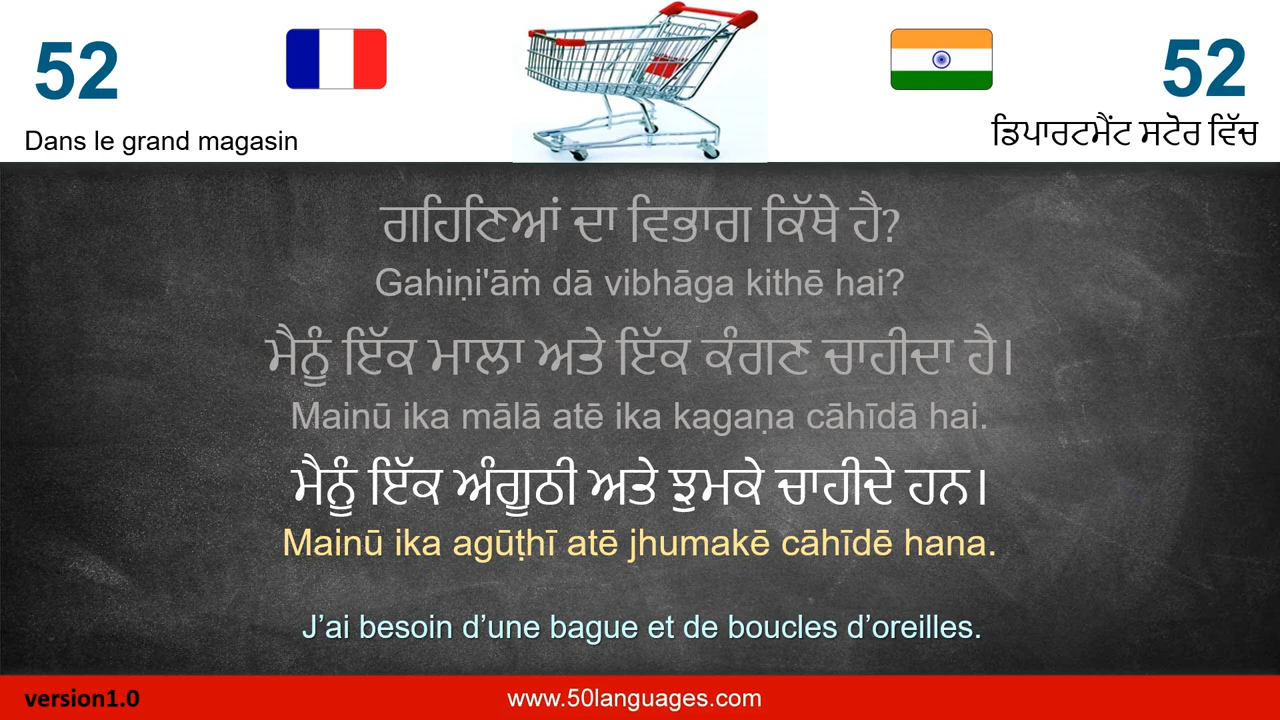 52
52
Dans le grand magasin
ਡਿਪਾਰਟਮੈਂਟ ਸਟੋਰ ਵਿੱਚ
ਗਹਿਣਿਆਂ ਦਾ ਵਿਭਾਗ ਕਿੱਥੇ ਹੈ?
Gahiṇi'āṁ dā vibhāga kithē hai?
ਮੈਨੂੰ ਇੱਕ ਮਾਲਾ ਅਤੇ ਇੱਕ ਕੰਗਣ ਚਾਹੀਦਾ ਹੈ।
Mainū ika mālā atē ika kagaṇa cāhīdā hai.
ਮੈਨੂੰ ਇੱਕ ਅੰਗੂਠੀ ਅਤੇ ਝੁਮਕੇ ਚਾਹੀਦੇ ਹਨ।
Mainū ika agūṭhī atē jhumakē cāhīdē hana.
J’ai besoin d’une bague et de boucles d’oreilles.
version1.0
www.50languages.com